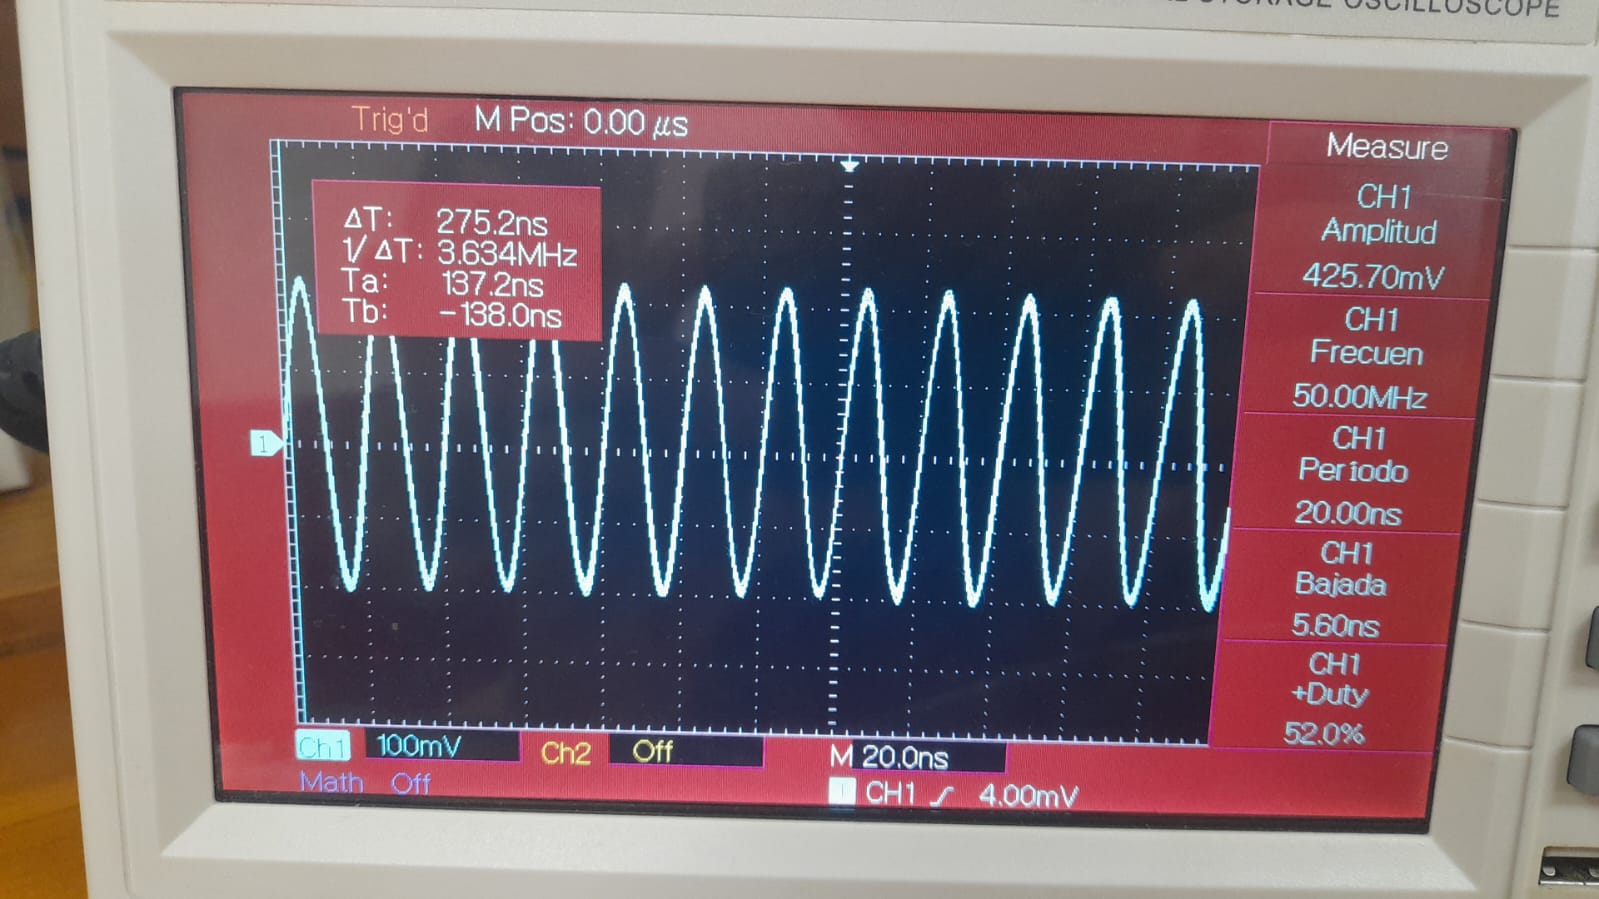 STORAGE OSCILLOSCOPE
Trig'd M Pos: 0.00 µs
Measure
ΔT: 275.2ns
1/ΔT: 3.634MHz
Ta: 137.2ns
Tb: -138.0ns
CH1
Amplitud
425.70mV
CH1
Frecuen
50.00MHz
CH1
Período
20.00ns
CH1
Bajada
5.60ns
CH1
+Duty
52.0%
1
Ch1 100mV Ch2 Off M 20.0ns
Math Off CH1 4.00mV